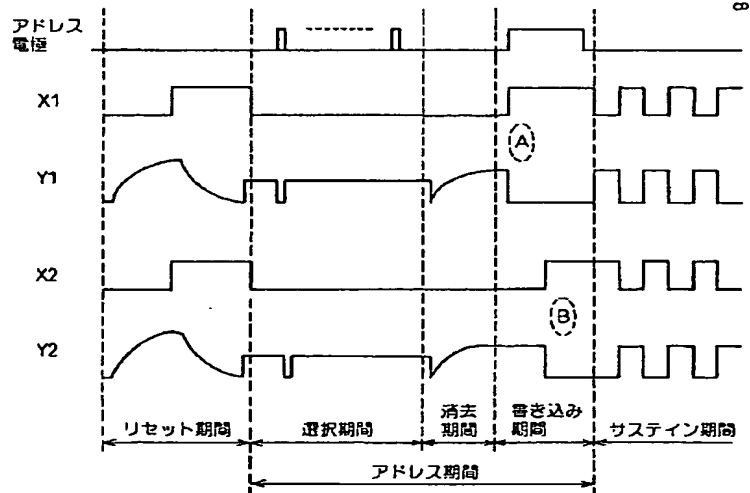 8
アドレス
電極
X1
A
Y1
X2
B
Y2
リセット期間
選択期間
消去
期間
書き込み
期間
サステイン期間
アドレス期間